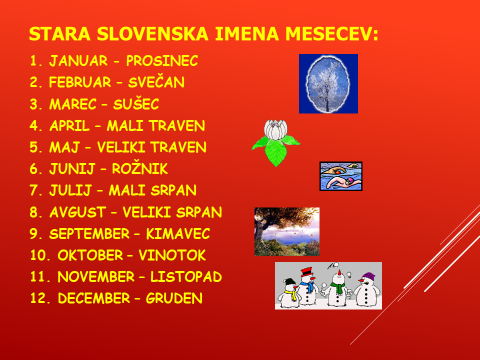 STARA SLOVENSKA IMENA MESECEV:
1. JANUAR - PROSINEC
2. FEBRUAR – SVEČAN
3. MAREC – SUŠEC
4. APRIL – MALI TRAVEN
5. MAJ – VELIKI TRAVEN
6. JUNIJ – ROŽNIK
7. JULIJ – MALI SRPAN
8. AVGUST – VELIKI SRPAN
9. SEPTEMBER – KIMAVEC
10. OKTOBER – VINOTOK
11. NOVEMBER – LISTOPAD
12. DECEMBER – GRUDEN